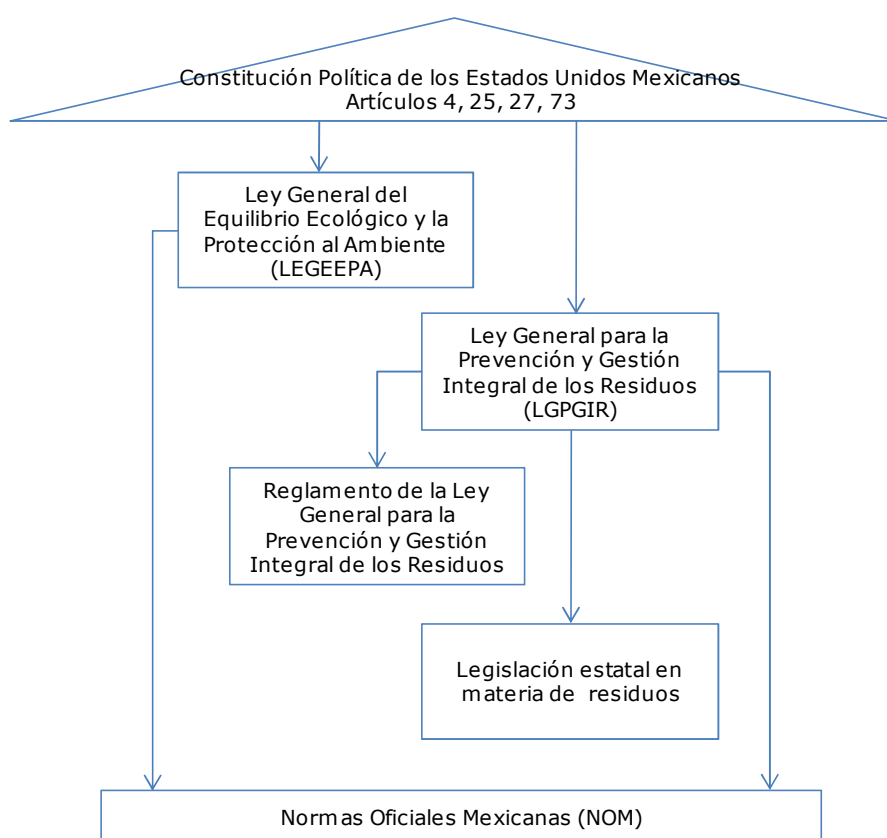 Constitución Política de los Estados Unidos Mexicanos
Artículos 4, 25, 27, 73
Ley General del
Equilibrio Ecológico y la
Protección al Ambiente
(LEGEEPA)
Ley General para la
Prevención y Gestión
Integral de los Residuos
(LGPGIR)
Reglamento de la Ley
General para la
Prevención y Gestión
Integral de los Residuos
Legislación estatal en
materia de residuos
Normas Oficiales Mexicanas (NOM)